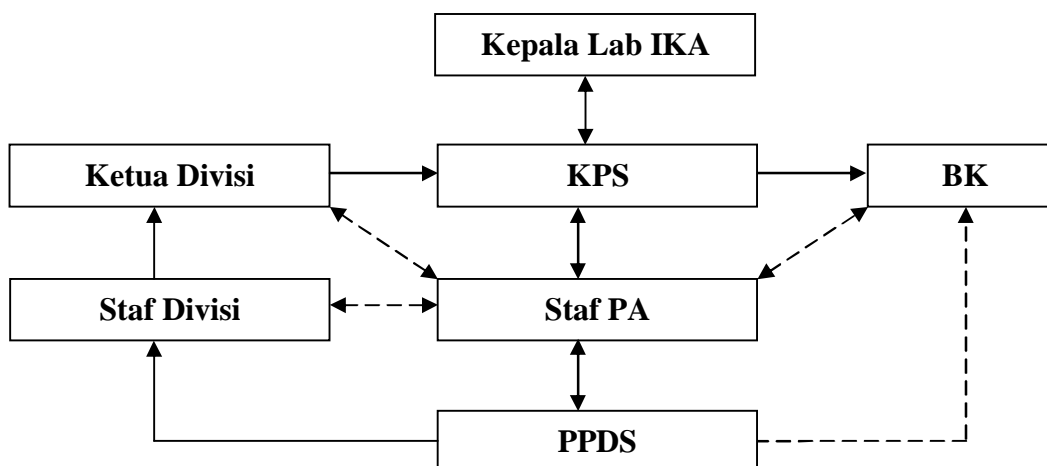 Kepala Lab IKA
Ketua Divisi
KPS
BK
Staf Divisi
Staf PA
PPDS